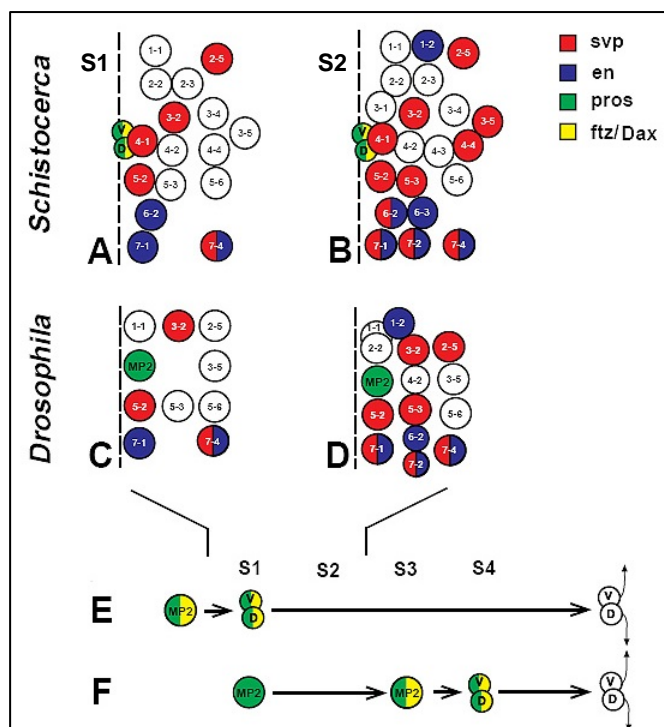 S1
S2
Schistocerca
1-1
2-5
2-2 2-3
3-2 3-4
3-5
V
D
4-1 4-2 4-4
5-2 5-3 5-6
6-2
7-1 7-4
A
1-1 1-2 2-5
2-2 2-3
3-1 3-2 3-4 3-5
V
D
4-1 4-2 4-3 4-4
5-2 5-3 5-6
6-2 6-3
7-1 7-2 7-4
B
svp
en
pros
ftz/Dax
Drosophila
1-1 3-2 2-5
MP2 3-5
5-2 5-3 5-6
7-1 7-4
C
1-1 1-2
2-2 3-2 2-5
MP2 4-2 3-5
5-2 5-3 5-6
7-1 6-2 7-4
7-2
D
S1 S2 S3 S4
E
MP2
V
D
V
D
F
MP2
MP2
V
D
V
D